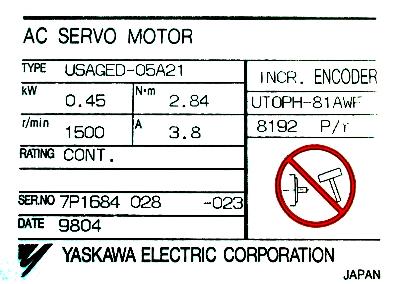 AC SERVO MOTOR
TYPE USAGED-05A21
INCR. ENCODER
kW 0.45 N·m 2.84
UTOPH-81AWF
r/min 1500 A 3.8
8192 P/r
RATING CONT.
SER.NO 7P1684 028 -023
DATE 9804
YASKAWA ELECTRIC CORPORATION
JAPAN